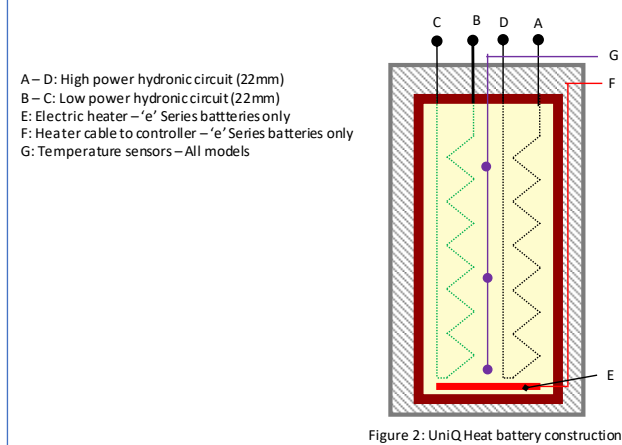 C B D A
G
F
A – D: High power hydronic circuit (22mm)
B – C: Low power hydronic circuit (22mm)
E: Electric heater – ‘e’ Series batteries only
F: Heater cable to controller – ‘e’ Series batteries only
G: Temperature sensors – All models
E
Figure 2: UniQ Heat battery construction